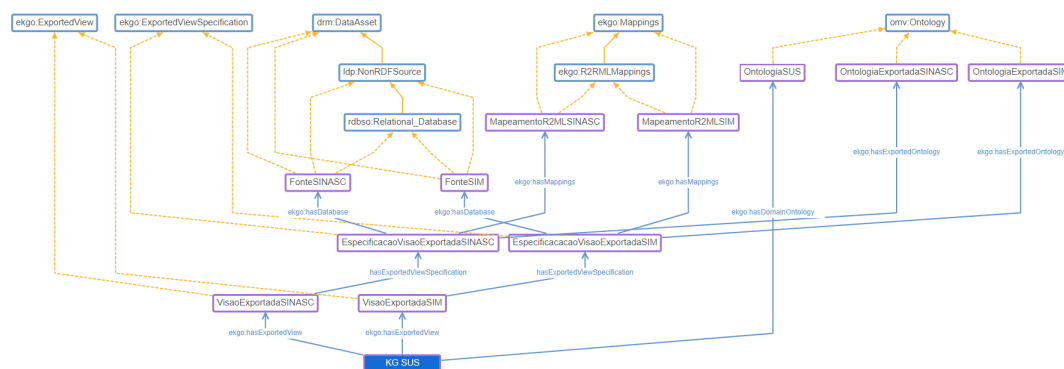 ekgo:ExportedView
ekgo:ExportedViewSpecification
drm:DataAsset
ekgo:Mappings
omv:Ontology
ldp:NonRDFSource
ekgo:R2RMLMappings
OntologiaSUS
OntologiaExportadaSINASC
OntologiaExportadaSIM
rdbso:Relational_Database
MapeamentoR2MLSINASC
MapeamentoR2MLSIM
ekgo:hasExportedOntology
ekgo:hasExportedOntology
FonteSINASC
FonteSIM
ekgo:hasMappings
ekgo:hasMappings
ekgo:hasDatabase
ekgo:hasDatabase
ekgo:hasDomainOntology
EspecificacaoVisaoExportadaSINASC
EspecificacacaoVisaoExportadaSIM
hasExportedViewSpecification
hasExportedViewSpecification
VisaoExportadaSINASC
VisaoExportadaSIM
ekgo:hasExportedView
ekgo:hasExportedView
KG SUS